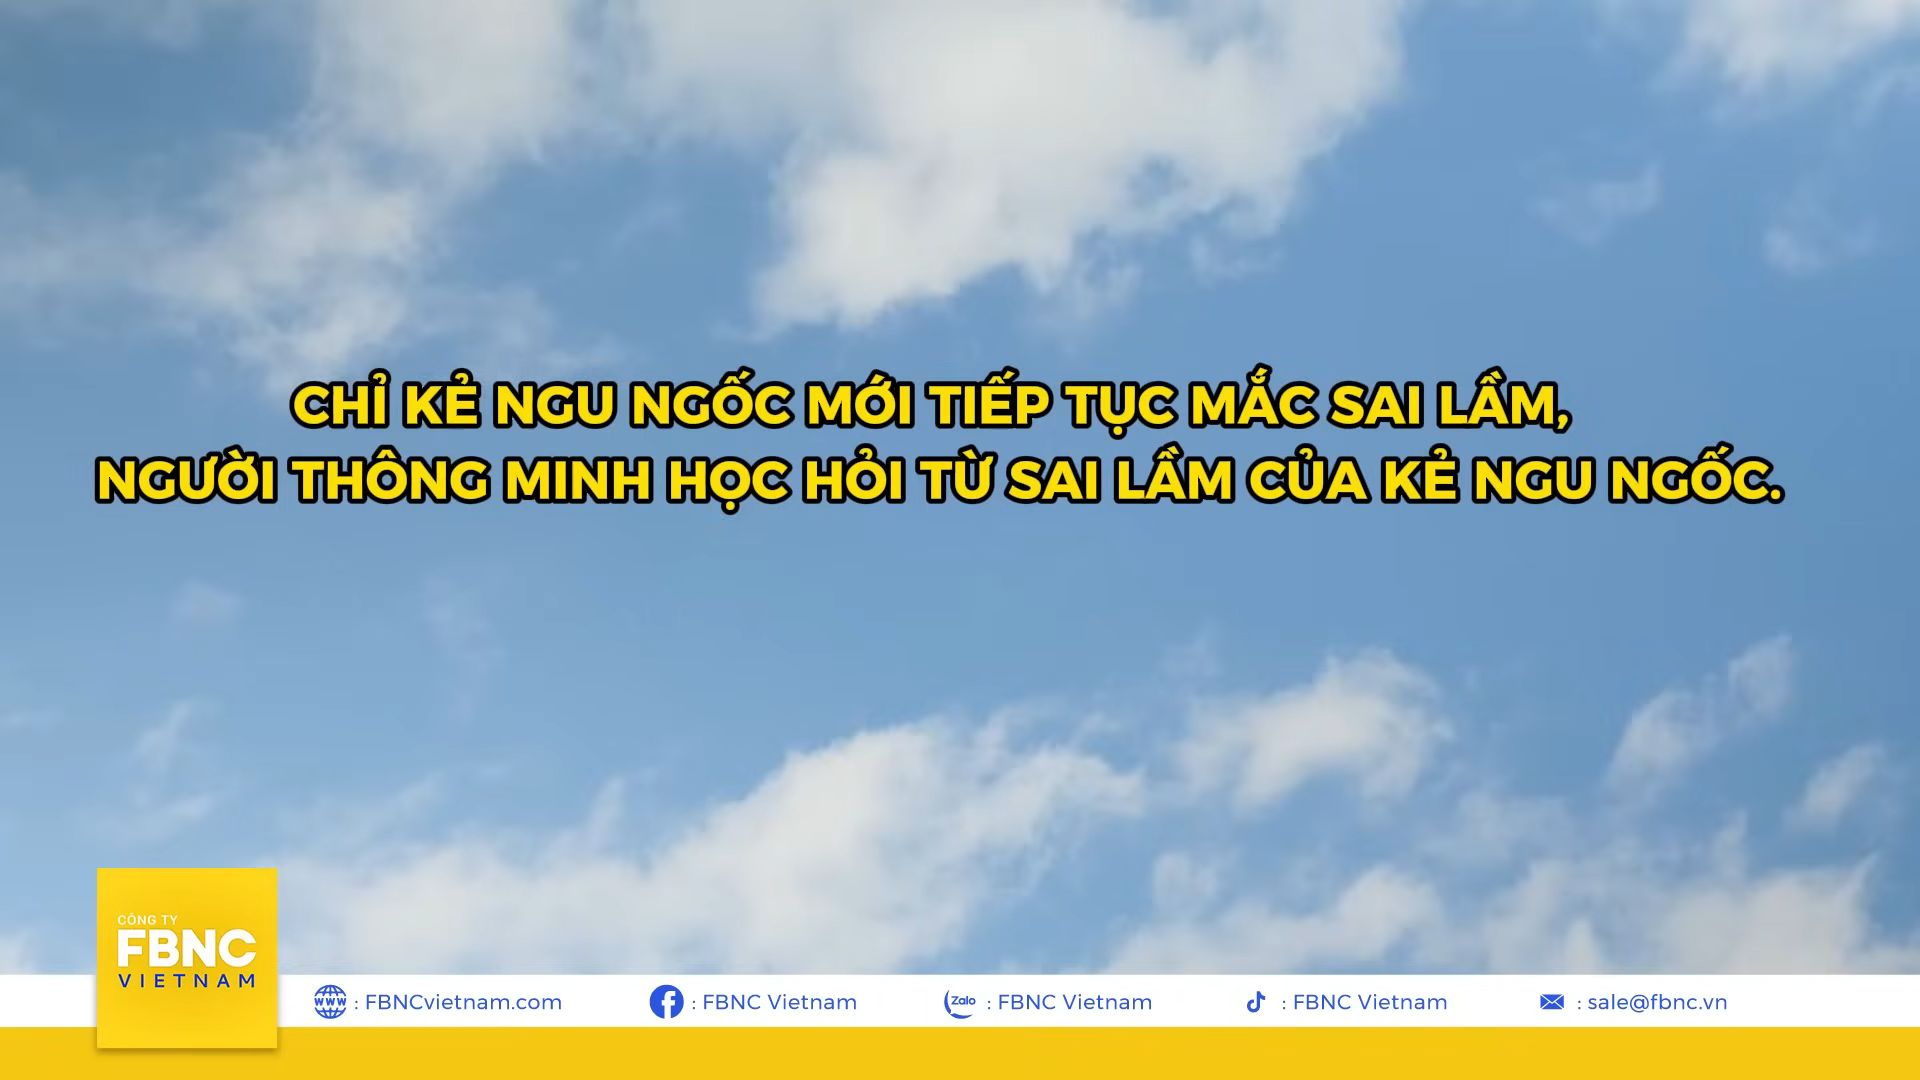 CHỈ KẺ NGU NGỐC MỚI TIẾP TỤC MẮC SAI LẦM,
NGƯỜI THÔNG MINH HỌC HỎI TỪ SAI LẦM CỦA KẺ NGU NGỐC.
CÔNG TY
FBNC
VIETNAM
www : FBNCvietnam.com
: FBNC Vietnam
Zalo : FBNC Vietnam
: FBNC Vietnam
: sale@fbnc.vn